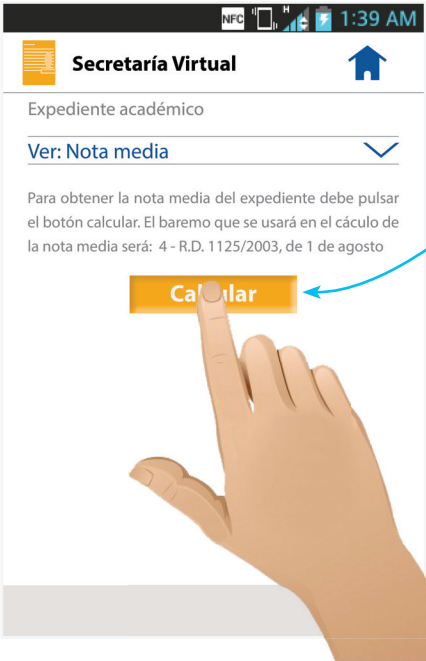 NFC H 1:39 AM
Secretaría Virtual
Expediente académico
Ver: Nota media
Para obtener la nota media del expediente debe pulsar
el botón calcular. El baremo que se usará en el cáculo de
la nota media será: 4 - R.D. 1125/2003, de 1 de agosto
Calcular